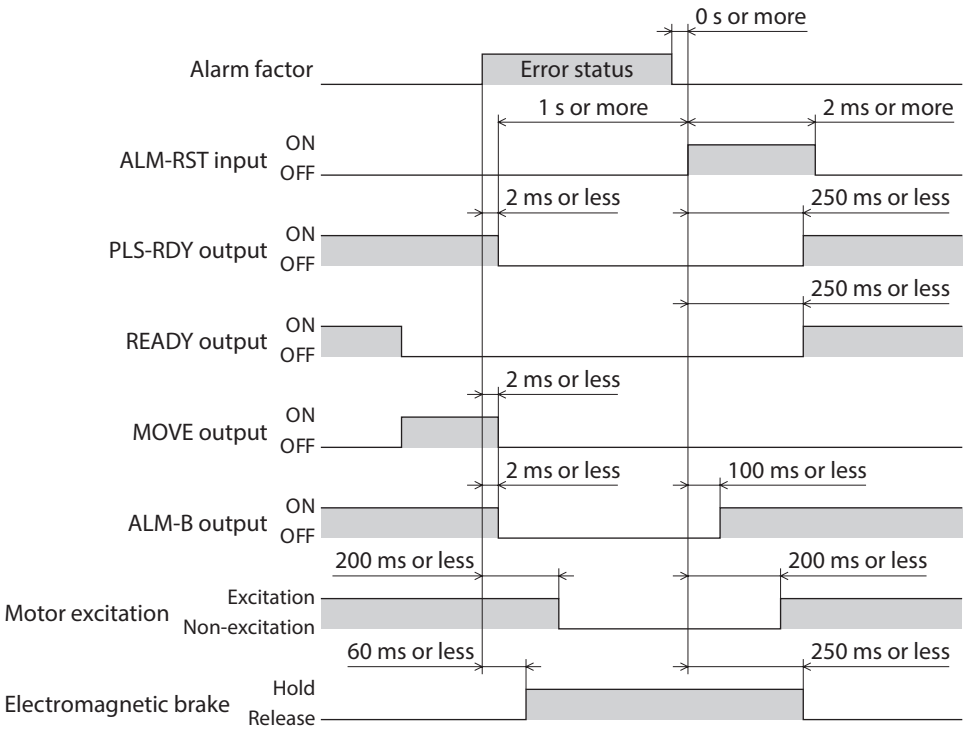 0 s or more
Alarm factor
Error status
1 s or more
2 ms or more
ALM-RST input
ON
OFF
2 ms or less
250 ms or less
PLS-RDY output
ON
OFF
250 ms or less
READY output
ON
OFF
2 ms or less
MOVE output
ON
OFF
2 ms or less
100 ms or less
ALM-B output
ON
OFF
200 ms or less
200 ms or less
Motor excitation
Excitation
Non-excitation
60 ms or less
250 ms or less
Electromagnetic brake
Hold
Release